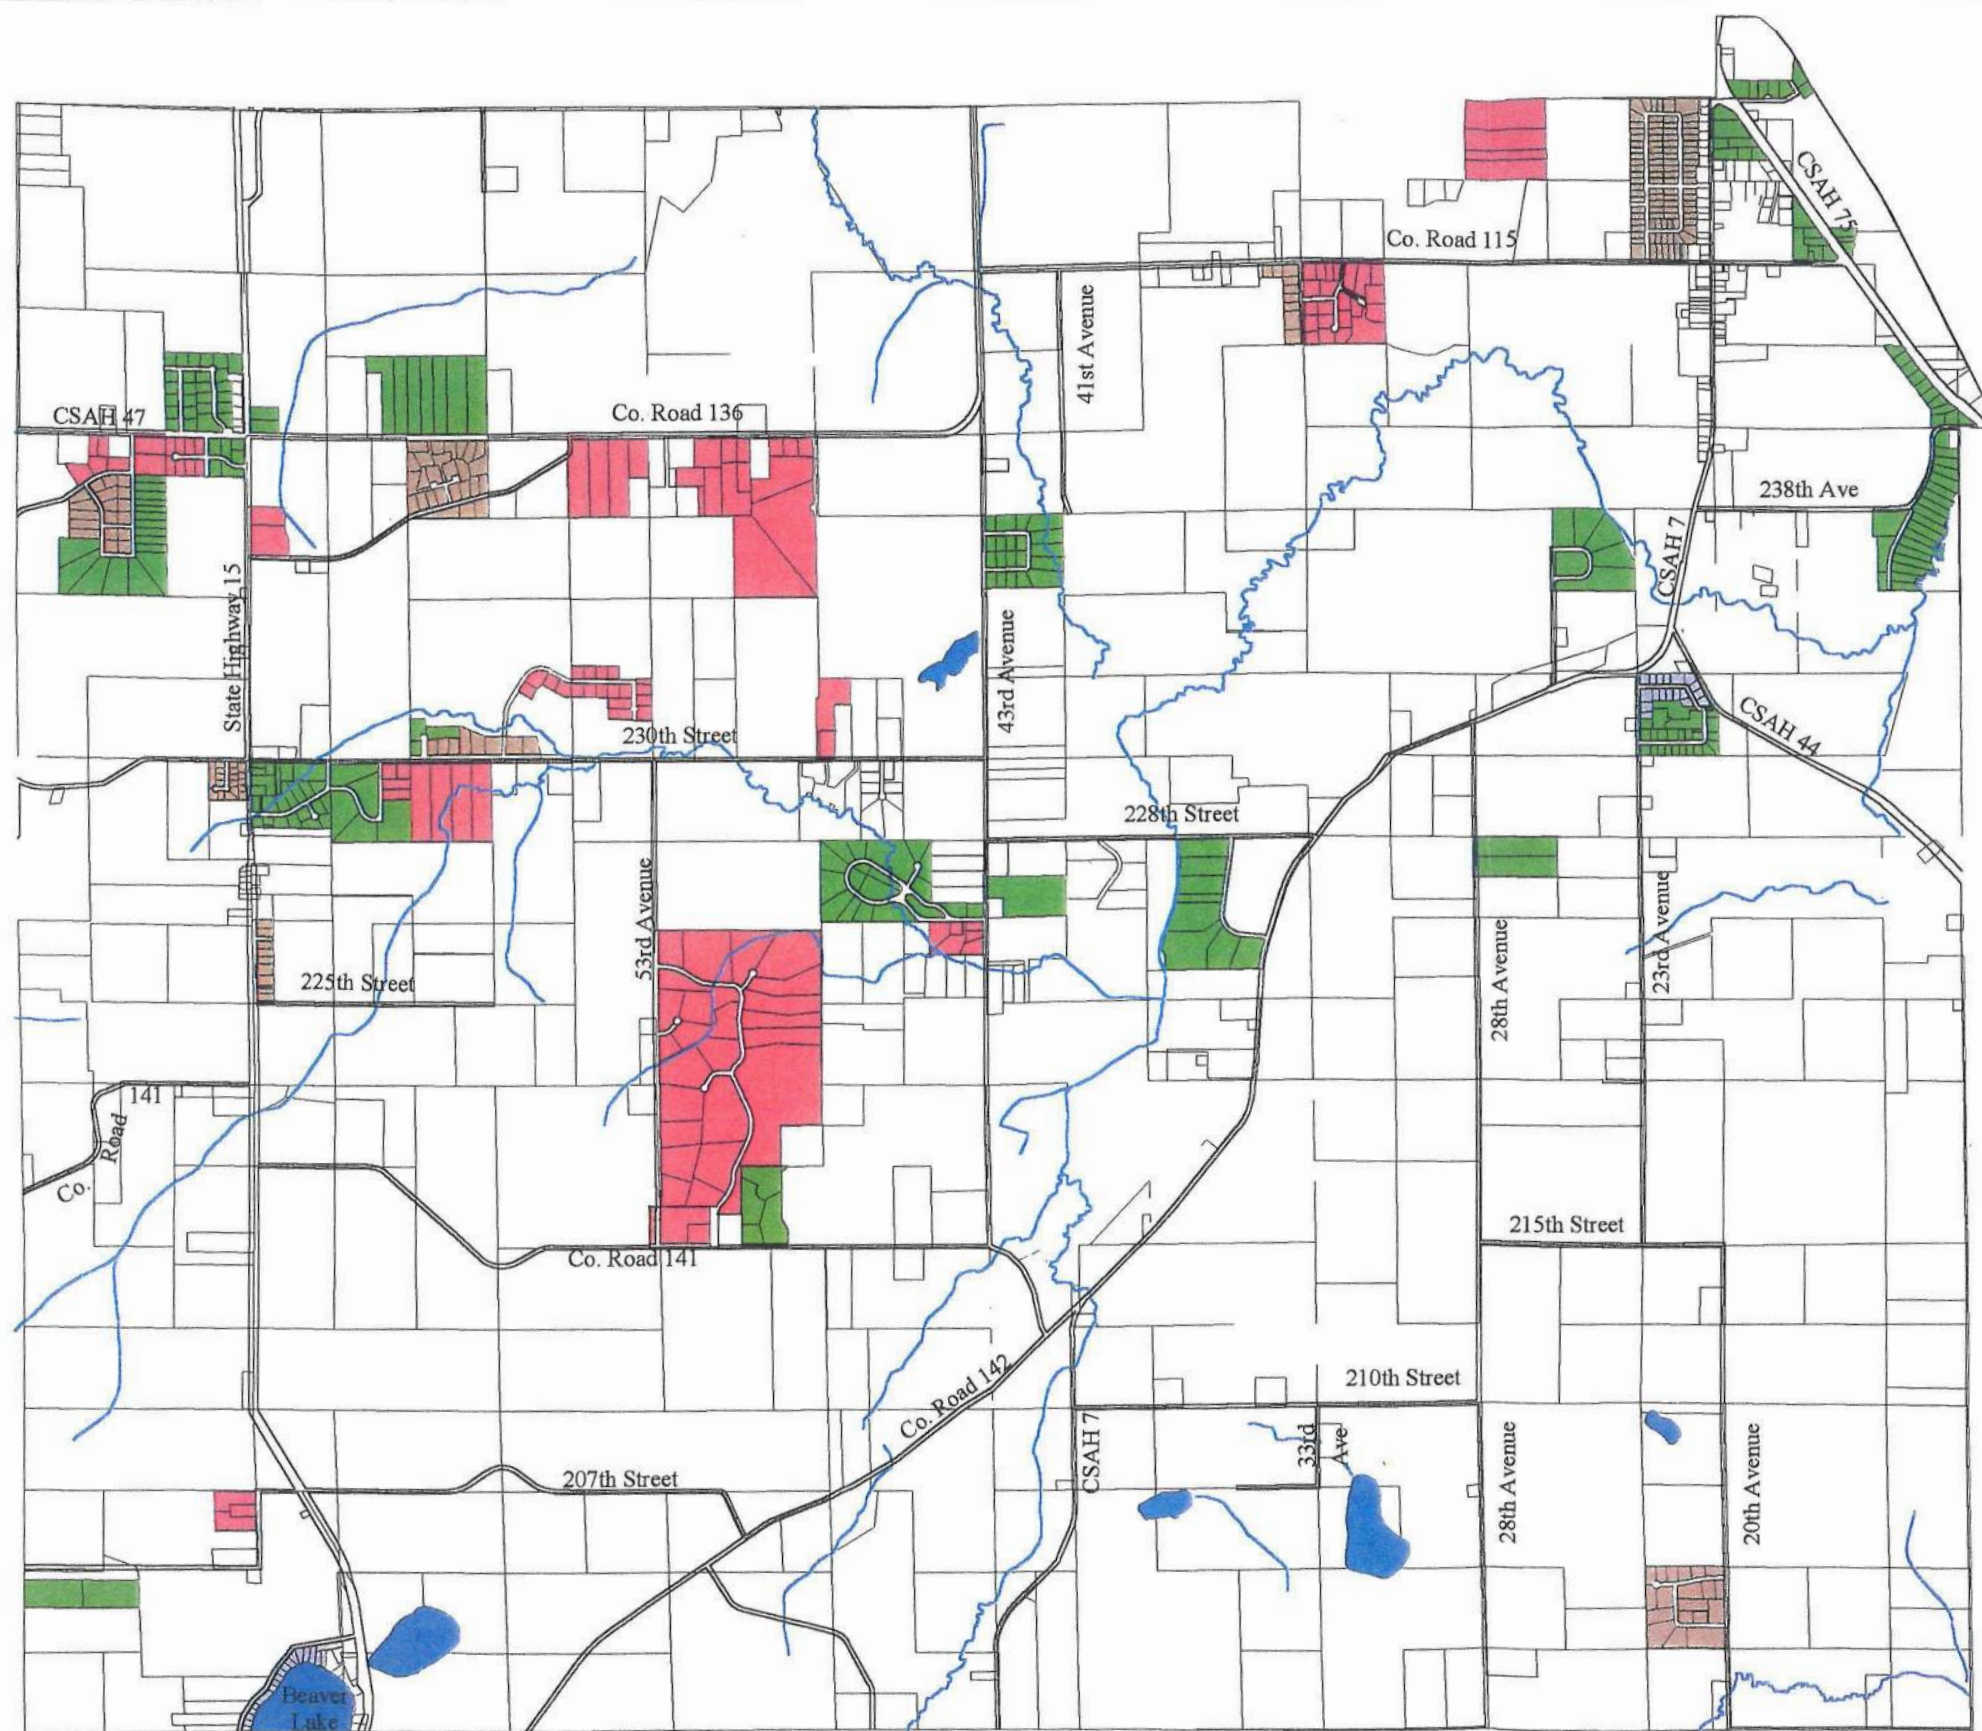 CSAH 75
Co. Road 115
41st Avenue
CSAH 47
Co. Road 136
238th Ave
CSAH 7
State Highway 15
43rd Avenue
230th Street
CSAH 44
228th Street
53rd Avenue
23rd Avenue
28th Avenue
225th Street
Co.
Road
141
215th Street
Co. Road 141
210th Street
Co. Road 142
CSAH 7
33rd
Ave
28th Avenue
20th Avenue
207th Street
Beaver
Lake